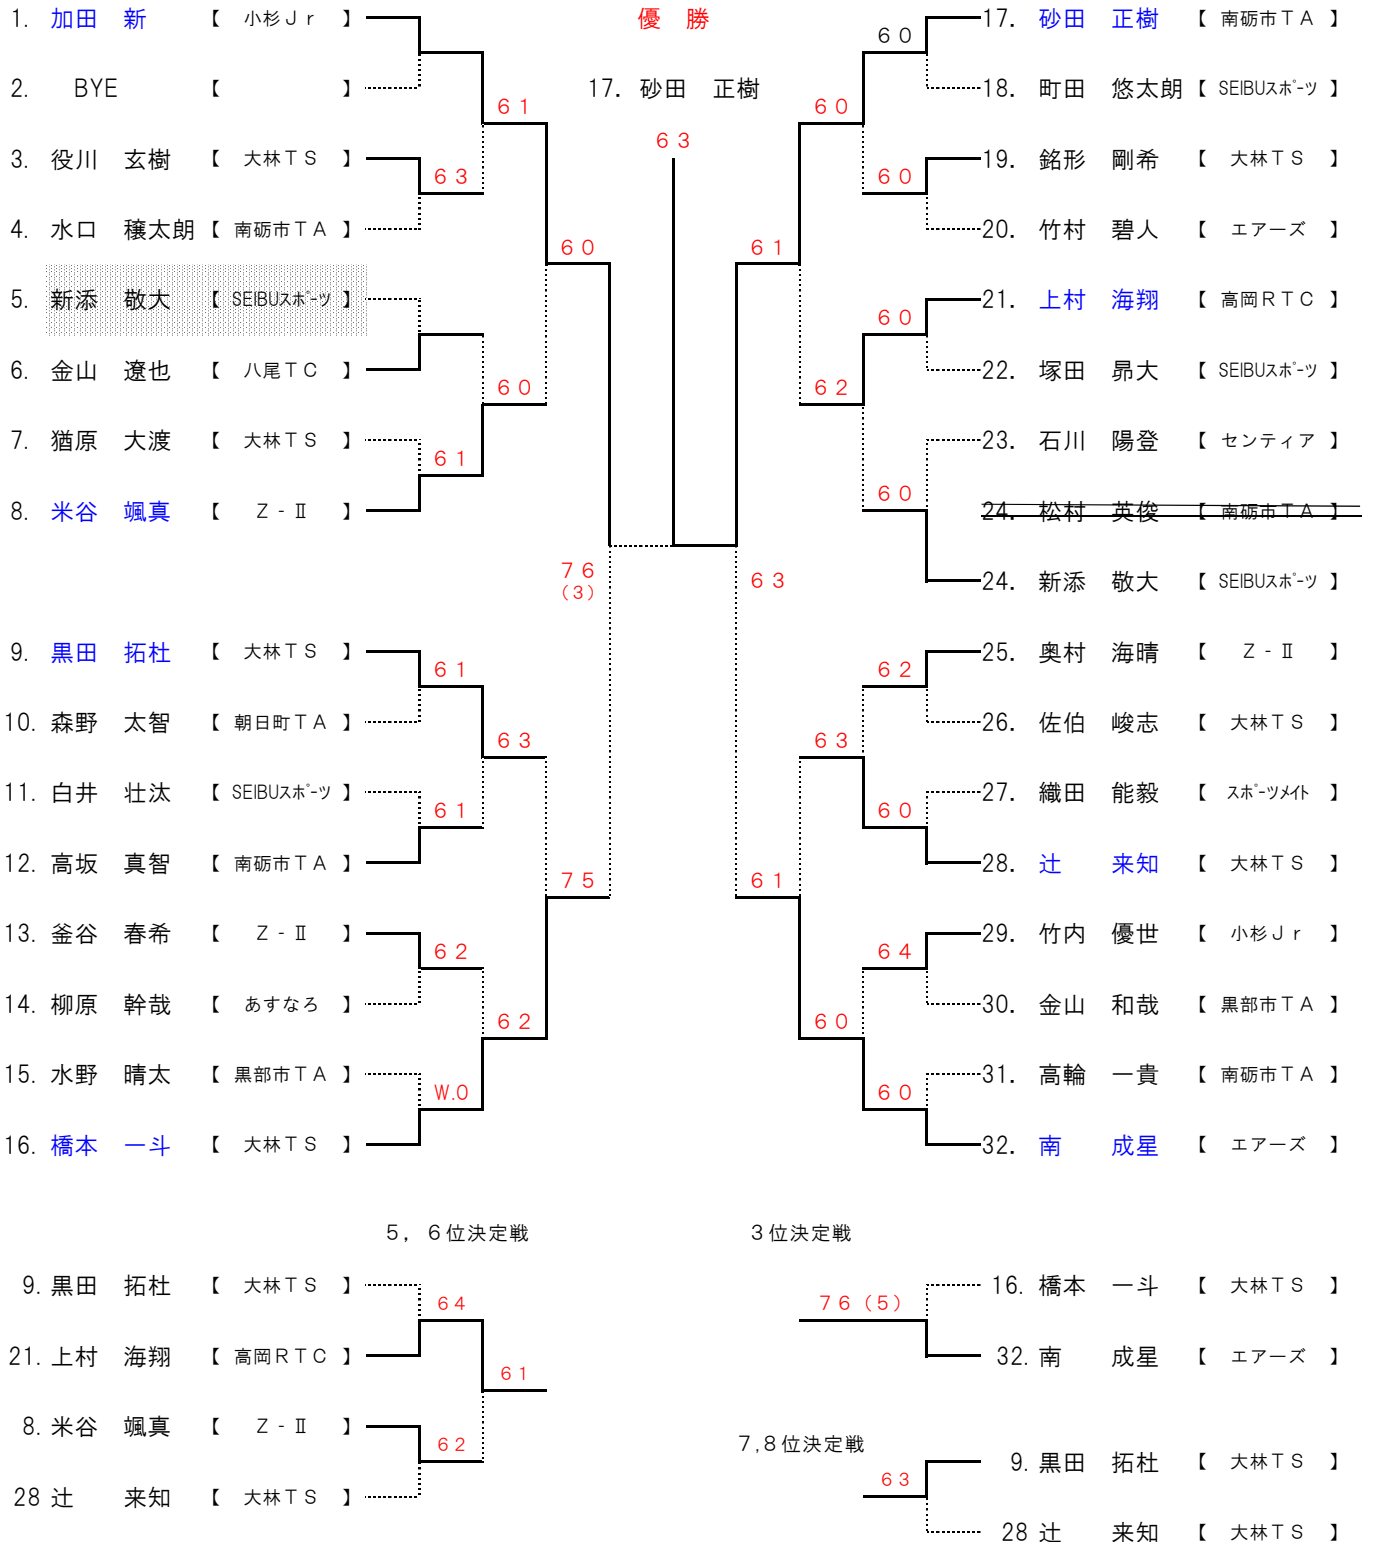 優　勝
17. 砂田　正樹
６３
1. 加田　新 【 小杉Ｊｒ 】
2. BYE 【 】
3. 役川　玄樹 【 大林ＴＳ 】
4. 水口　穣太朗 【 南砺市ＴＡ 】
5. 新添　敬大 【 SEIBUスポーツ 】
6. 金山　遼也 【 八尾ＴＣ 】
7. 猶原　大渡 【 大林ＴＳ 】
8. 米谷　颯真 【 Ｚ-Ⅱ 】
9. 黒田　拓杜 【 大林ＴＳ 】
10. 森野　太智 【 朝日町ＴＡ 】
11. 白井　壮汰 【 SEIBUスポーツ 】
12. 高坂　真智 【 南砺市ＴＡ 】
13. 釜谷　春希 【 Ｚ-Ⅱ 】
14. 柳原　幹哉 【 あすなろ 】
15. 水野　晴太 【 黒部市ＴＡ 】
16. 橋本　一斗 【 大林ＴＳ 】
６３
６１
６１
６１
６２
W.O
６１
６０
６３
６２
６０
７５
７６
(３)
17. 砂田　正樹 【 南砺市ＴＡ 】
18. 町田　悠太朗 【 SEIBUスポーツ 】
19. 銘形　剛希 【 大林ＴＳ 】
20. 竹村　碧人 【 エアーズ 】
21. 上村　海翔 【 高岡ＲＴＣ 】
22. 塚田　昴大 【 SEIBUスポーツ 】
23. 石川　陽登 【 センティア 】
24. 松村　英俊 【 南砺市ＴＡ 】
24. 新添　敬大 【 SEIBUスポーツ 】
25. 奥村　海晴 【 Ｚ-Ⅱ 】
26. 佐伯　峻志 【 大林ＴＳ 】
27. 織田　能毅 【 スポーツメイト 】
28. 辻　来知 【 大林ＴＳ 】
29. 竹内　優世 【 小杉Ｊｒ 】
30. 金山　和哉 【 黒部市ＴＡ 】
31. 高輪　一貴 【 南砺市ＴＡ 】
32. 南　成星 【 エアーズ 】
６０
６０
６０
６０
６２
６０
６４
６０
６０
６２
６３
６０
６１
６１
６３
５，６位決定戦
9. 黒田　拓杜 【 大林ＴＳ 】
21. 上村　海翔 【 高岡ＲＴＣ 】
8. 米谷　颯真 【 Ｚ-Ⅱ 】
28 辻　来知 【 大林ＴＳ 】
６４
６２
６１
３位決定戦
16. 橋本　一斗 【 大林ＴＳ 】
32. 南　成星 【 エアーズ 】
７６(５)
７,８位決定戦
9. 黒田　拓杜 【 大林ＴＳ 】
28 辻　来知 【 大林ＴＳ 】
６３